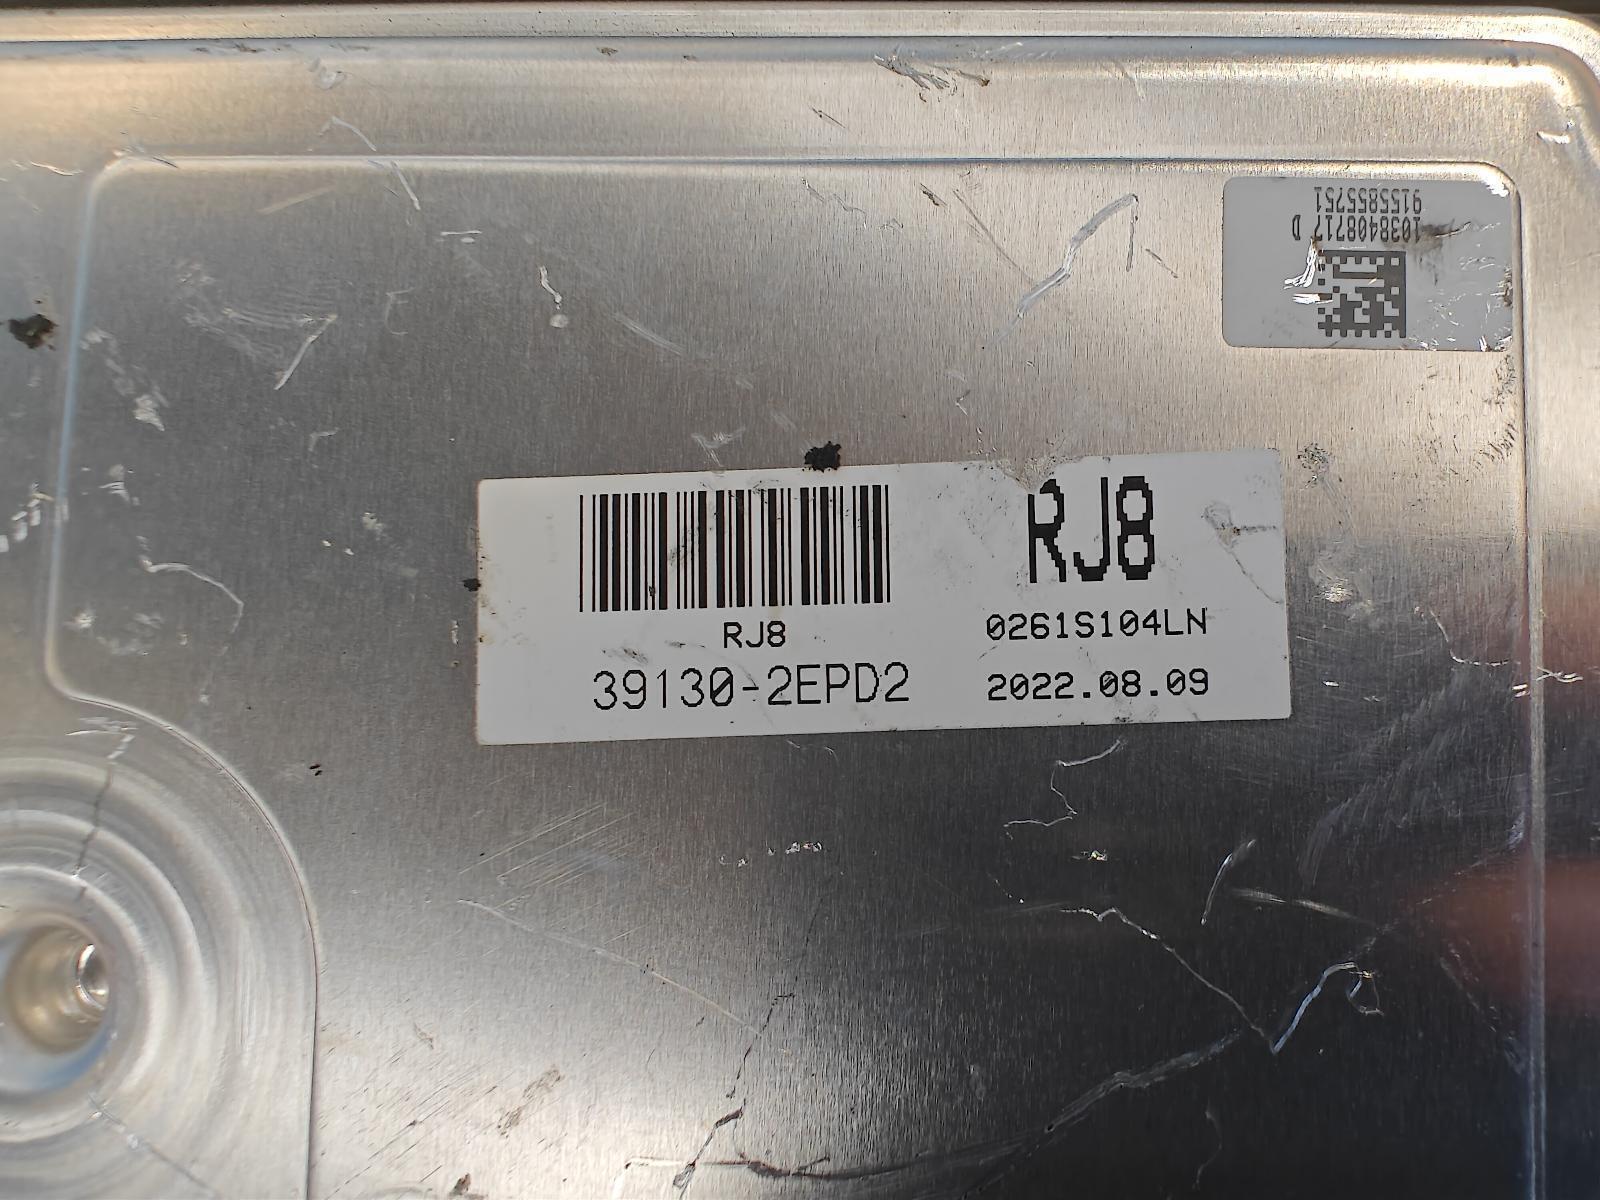 1038408717 D
9155855751
RJ8
RJ8
0261S104LN
39130-2EPD2
2022.08.09